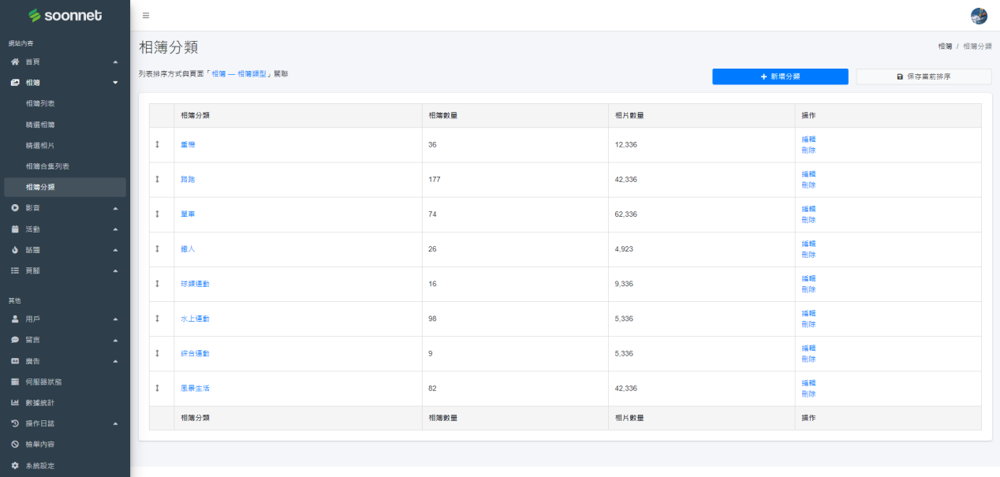 soonnet
網站內容
首頁
相簿
相簿列表
精選相簿
精選相片
相簿合集列表
相簿分類
影音
活動
話題
頁腳
其他
用戶
留言
廣告
伺服器狀態
數據統計
操作日誌
檢舉內容
系統設定
相簿分類
相簿 / 相簿分類
列表排序方式與頁面「相簿 — 相簿類型」關聯
新增分類
保存當前排序
相簿分類 相簿數量 相片數量 操作
重機 36 12,336 編輯
刪除
路跑 177 42,336 編輯
刪除
單車 74 62,336 編輯
刪除
鐵人 26 4,923 編輯
刪除
球類運動 16 9,336 編輯
刪除
水上運動 98 5,336 編輯
刪除
綜合運動 9 5,336 編輯
刪除
風景生活 82 42,336 編輯
刪除
相簿分類 相簿數量 相片數量 操作